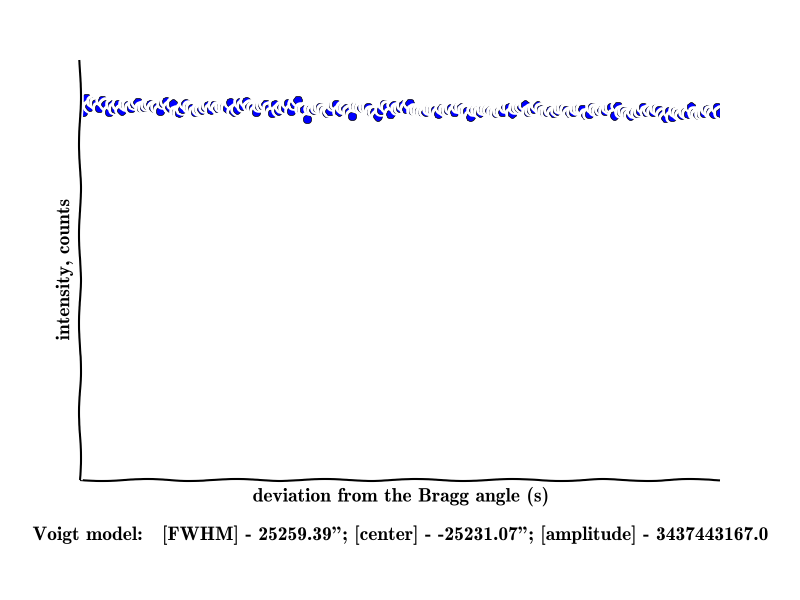 intensity, counts
deviation from the Bragg angle (s)
Voigt model: [FWHM] - 25259.39”; [center] - -25231.07”; [amplitude] - 3437443167.0